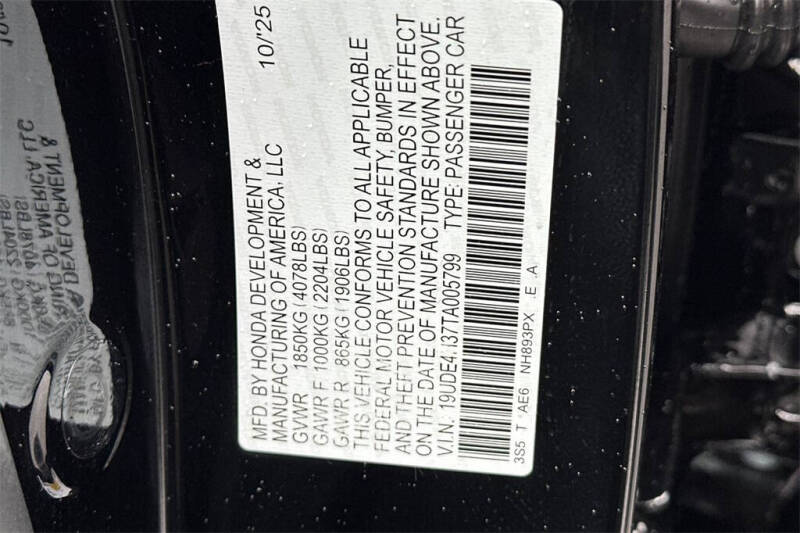 MFD. BY HONDA DEVELOPMENT & 10/'25
MANUFACTURING OF AMERICA, LLC
GVWR 1850KG (4078LBS)
GAWR F 1000KG (2204LBS)
GAWR R 865KG (1906LBS)
THIS VEHICLE CONFORMS TO ALL APPLICABLE
FEDERAL MOTOR VEHICLE SAFETY, BUMPER,
AND THEFT PREVENTION STANDARDS IN EFFECT
ON THE DATE OF MANUFACTURE SHOWN ABOVE.
V.I.N. TYPE: PASSENGER CAR
3S5 T AE6 NH893PX E A